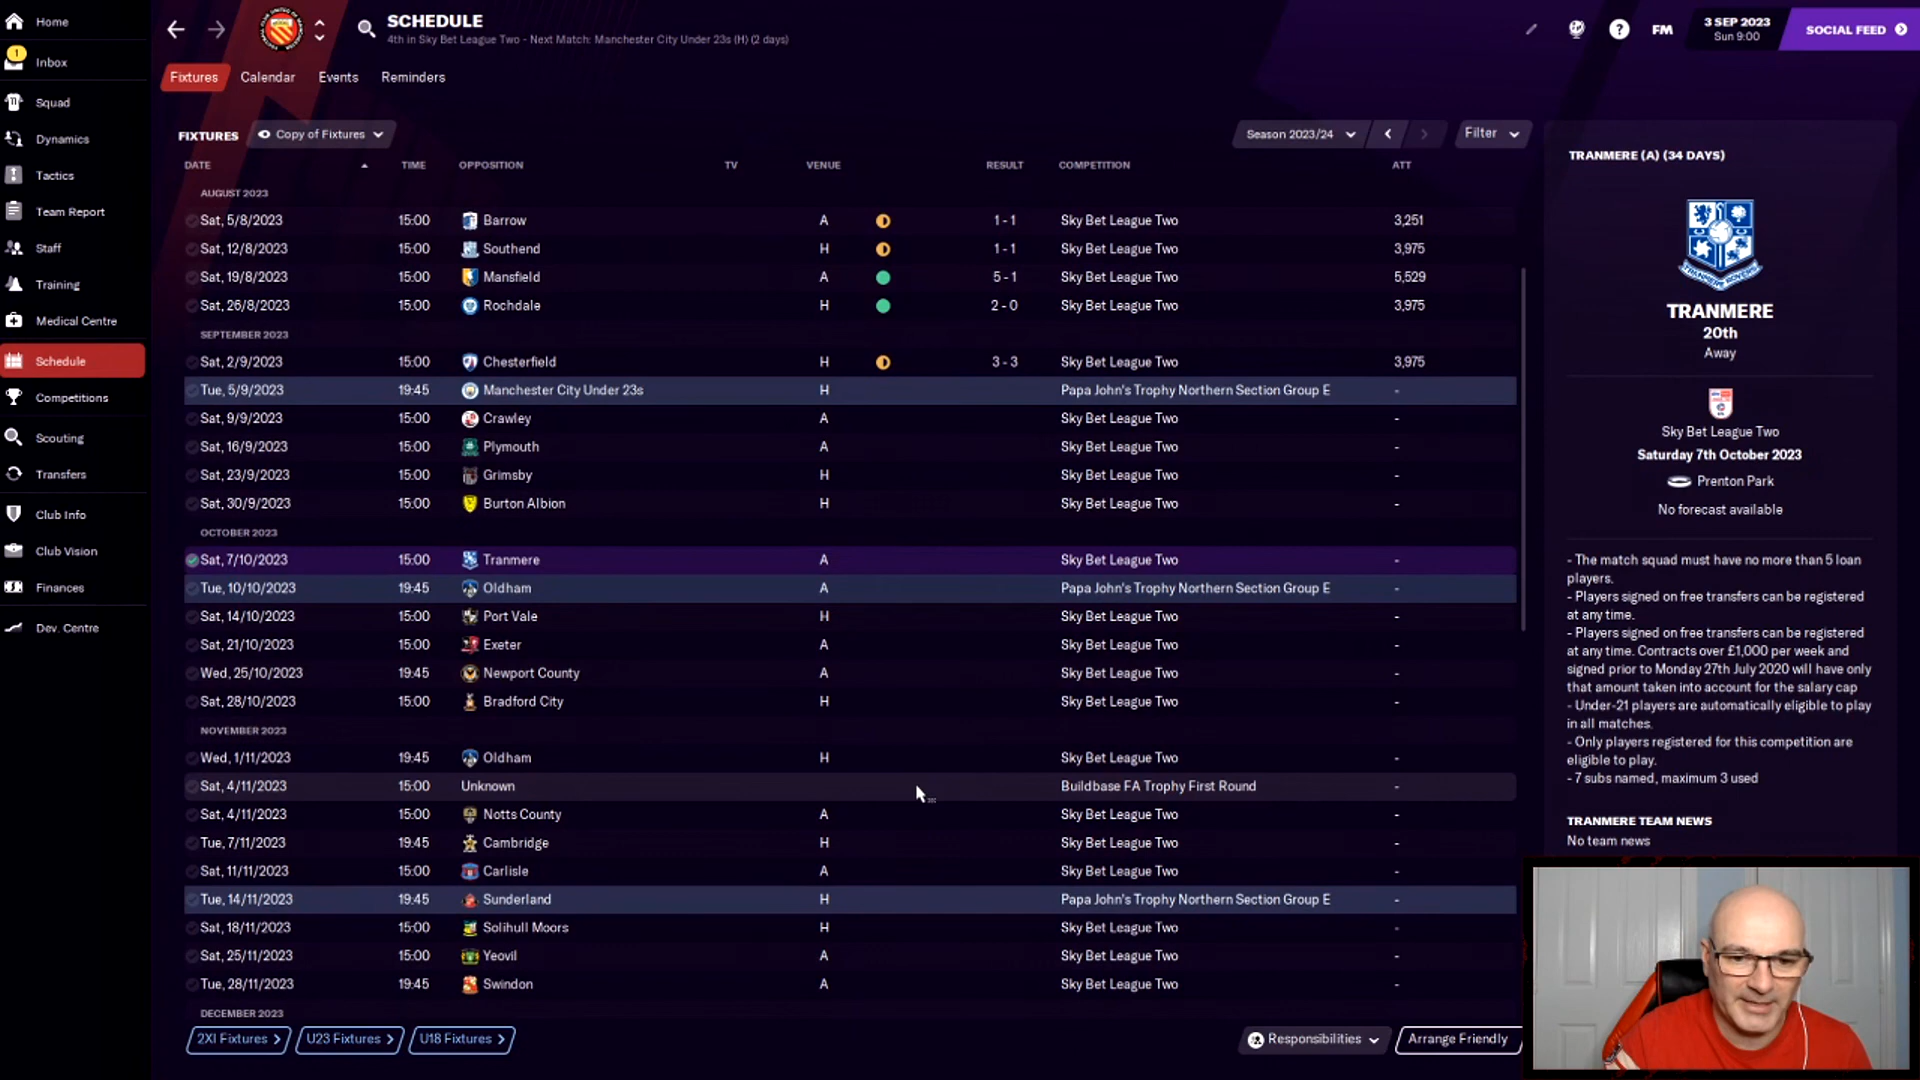 Home
1
Inbox
Squad
Dynamics
Tactics
Team Report
Staff
Training
Medical Centre
Schedule
Competitions
Scouting
Transfers
Club Info
Club Vision
Finances
Dev. Centre
SCHEDULE
4th in Sky Bet League Two - Next Match: Manchester City Under 23s (H) (2 days)
FM
3 SEP 2023
Sun 9:00
SOCIAL FEED
Fixtures Calendar Events Reminders
FIXTURES Copy of Fixtures Season 2023/24 Filter
DATE TIME OPPOSITION TV VENUE RESULT COMPETITION ATT
AUGUST 2023
Sat, 5/8/2023 15:00 Barrow A 1 - 1 Sky Bet League Two 3,251
Sat, 12/8/2023 15:00 Southend H 1 - 1 Sky Bet League Two 3,975
Sat, 19/8/2023 15:00 Mansfield A 5 - 1 Sky Bet League Two 5,529
Sat, 26/8/2023 15:00 Rochdale H 2 - 0 Sky Bet League Two 3,975
SEPTEMBER 2023
Sat, 2/9/2023 15:00 Chesterfield H 3 - 3 Sky Bet League Two 3,975
Tue, 5/9/2023 19:45 Manchester City Under 23s H Papa John's Trophy Northern Section Group E -
Sat, 9/9/2023 15:00 Crawley A Sky Bet League Two -
Sat, 16/9/2023 15:00 Plymouth A Sky Bet League Two -
Sat, 23/9/2023 15:00 Grimsby H Sky Bet League Two -
Sat, 30/9/2023 15:00 Burton Albion H Sky Bet League Two -
OCTOBER 2023
Sat, 7/10/2023 15:00 Tranmere A Sky Bet League Two -
Tue, 10/10/2023 19:45 Oldham A Papa John's Trophy Northern Section Group E -
Sat, 14/10/2023 15:00 Port Vale H Sky Bet League Two -
Sat, 21/10/2023 15:00 Exeter A Sky Bet League Two -
Wed, 25/10/2023 19:45 Newport County A Sky Bet League Two -
Sat, 28/10/2023 15:00 Bradford City H Sky Bet League Two -
NOVEMBER 2023
Wed, 1/11/2023 19:45 Oldham H Sky Bet League Two -
Sat, 4/11/2023 15:00 Unknown Buildbase FA Trophy First Round -
Sat, 4/11/2023 15:00 Notts County A Sky Bet League Two -
Tue, 7/11/2023 19:45 Cambridge H Sky Bet League Two -
Sat, 11/11/2023 15:00 Carlisle A Sky Bet League Two -
Tue, 14/11/2023 19:45 Sunderland H Papa John's Trophy Northern Section Group E -
Sat, 18/11/2023 15:00 Solihull Moors H Sky Bet League Two -
Sat, 25/11/2023 15:00 Yeovil A Sky Bet League Two -
Tue, 28/11/2023 19:45 Swindon A Sky Bet League Two -
DECEMBER 2023
2XI Fixtures U23 Fixtures U18 Fixtures Responsibilities Arrange Friendly
TRANMERE (A) (34 DAYS)
TRANMERE
20th
Away
Sky Bet League Two
Saturday 7th October 2023
Prenton Park
No forecast available
- The match squad must have no more than 5 loan
players.
- Players signed on free transfers can be registered
at any time.
- Players signed on free transfers can be registered
at any time. Contracts over £1,000 per week and
signed prior to Monday 27th July 2020 will have only
that amount taken into account for the salary cap
- Under-21 players are automatically eligible to play
in all matches.
- Only players registered for this competition are
eligible to play.
- 7 subs named, maximum 3 used
TRANMERE TEAM NEWS
No team news